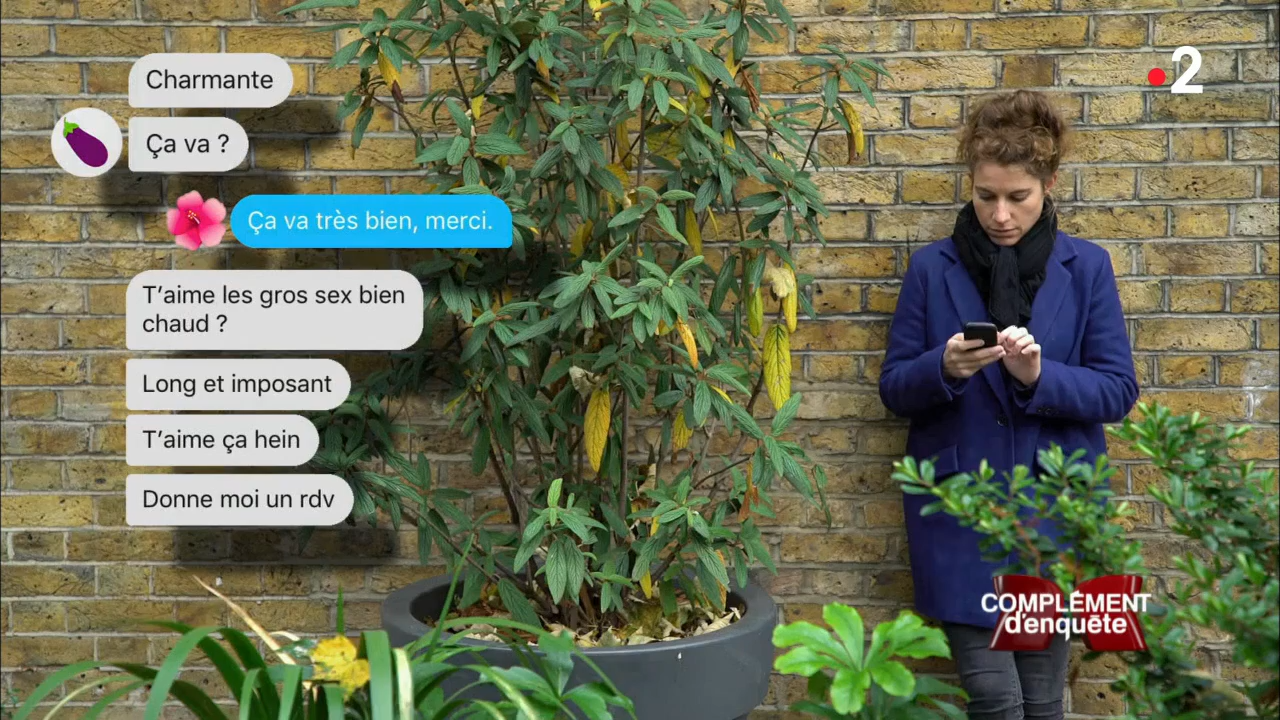 Charmante
Ça va ?
Ça va très bien, merci.
T'aime les gros sex bien
chaud ?
Long et imposant
T'aime ça hein
Donne moi un rdv
2
COMPLÉMENT
d'enquête